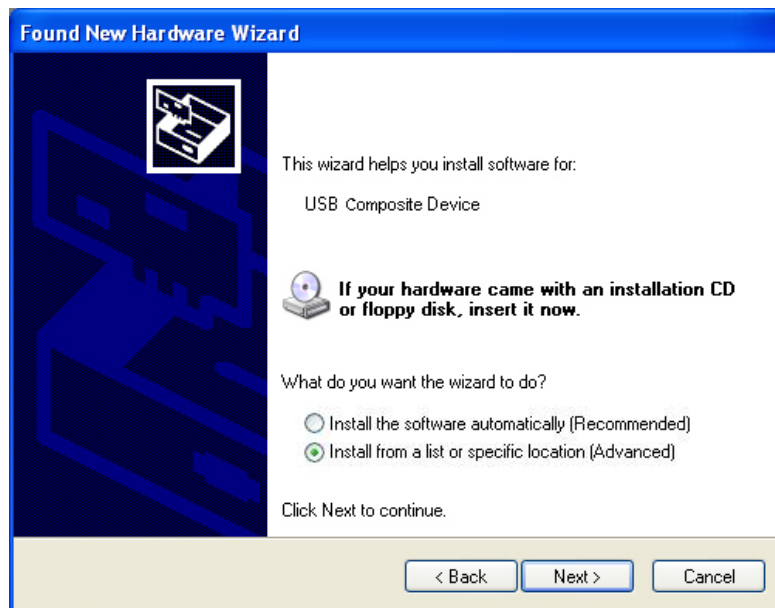 Found New Hardware Wizard
This wizard helps you install software for:
USB Composite Device
If your hardware came with an installation CD
or floppy disk, insert it now.
What do you want the wizard to do?
Install the software automatically (Recommended)
Install from a list or specific location (Advanced)
Click Next to continue.
< Back
Next >
Cancel